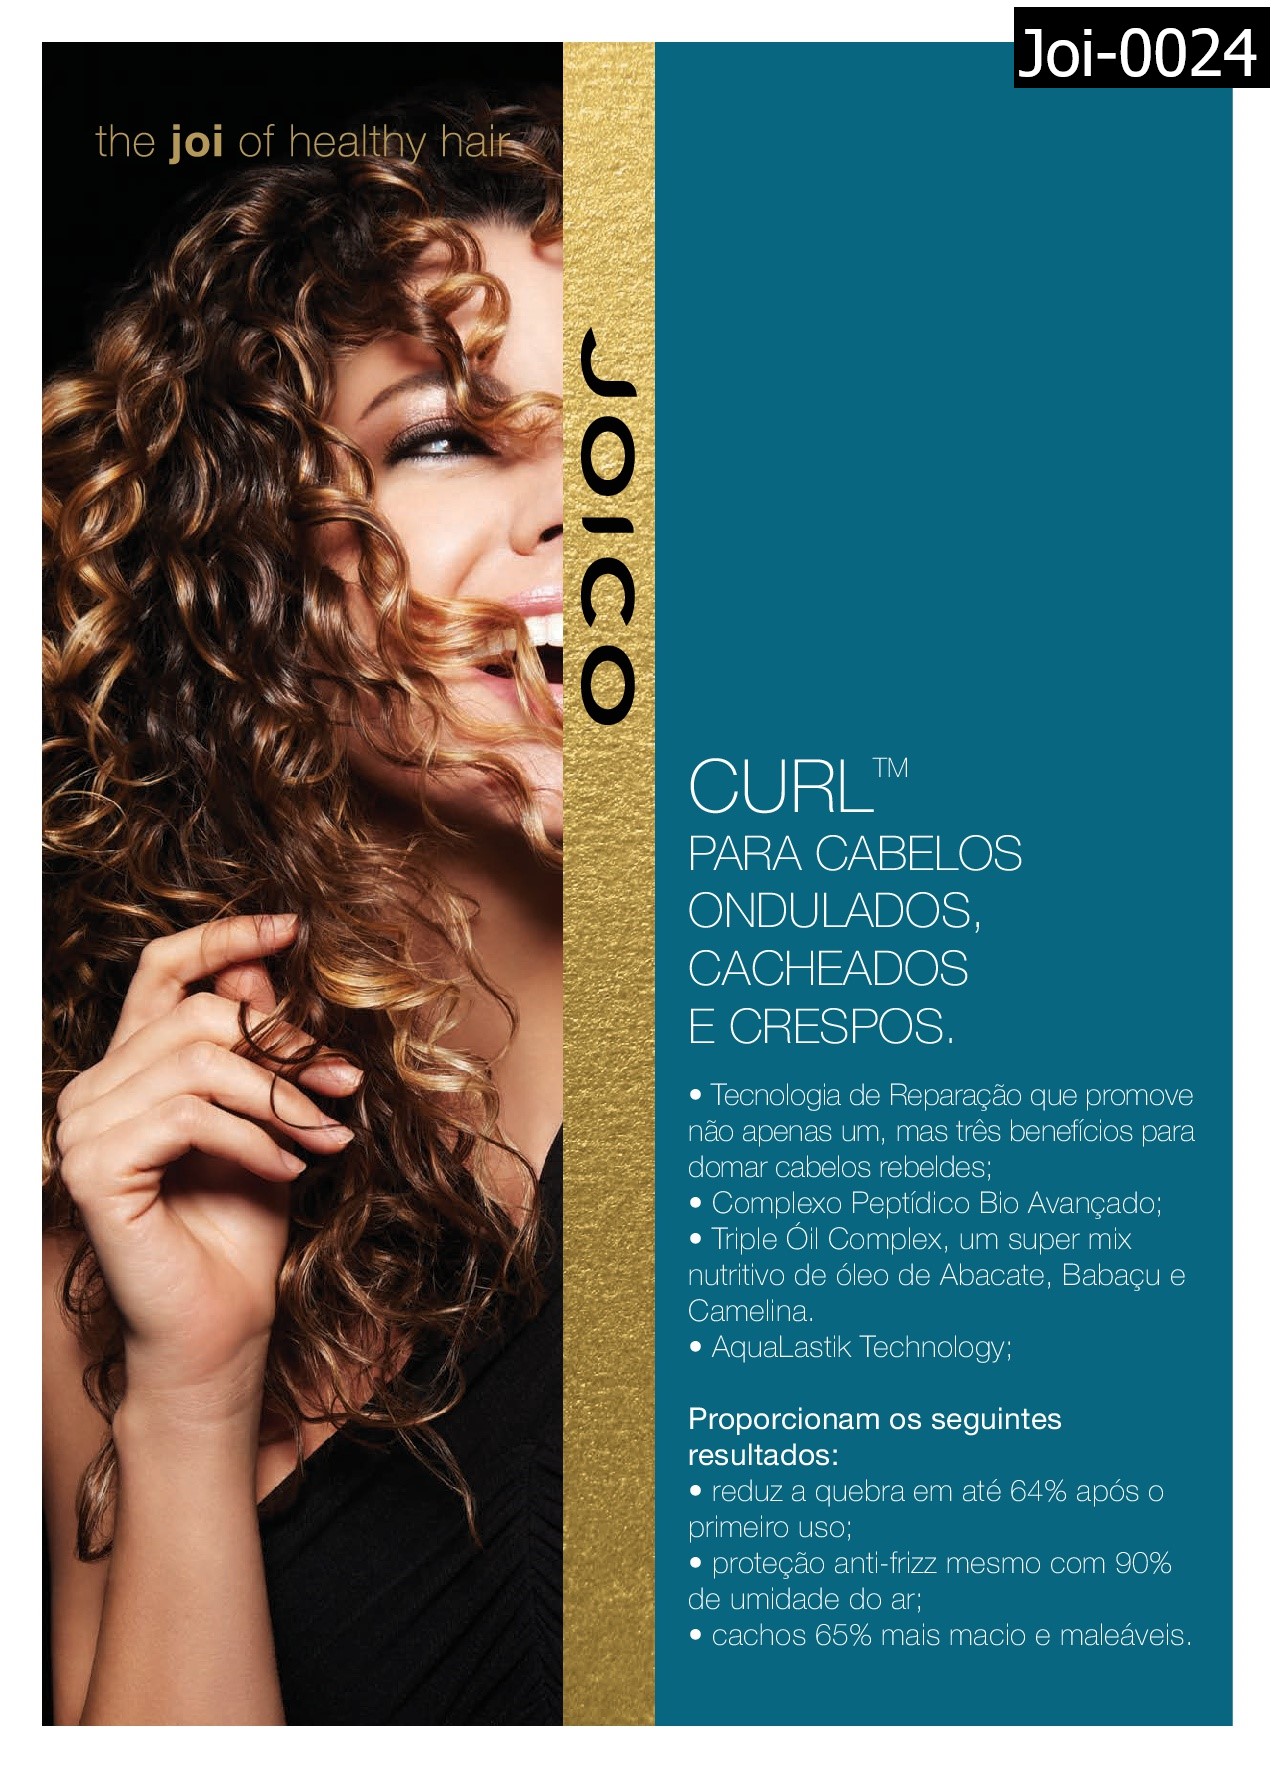 Joi-0024
the joi of healthy hair
JOICO
CURL™
PARA CABELOS
ONDULADOS,
CACHEADOS
E CRESPOS.
• Tecnologia de Reparação que promove
não apenas um, mas três benefícios para
domar cabelos rebeldes;
• Complexo Peptídico Bio Avançado;
• Triple Óil Complex, um super mix
nutritivo de óleo de Abacate, Babaçu e
Camelina.
• AquaLastik Technology;
Proporcionam os seguintes
resultados:
• reduz a quebra em até 64% após o
primeiro uso;
• proteção anti-frizz mesmo com 90%
de umidade do ar;
• cachos 65% mais macio e maleáveis.